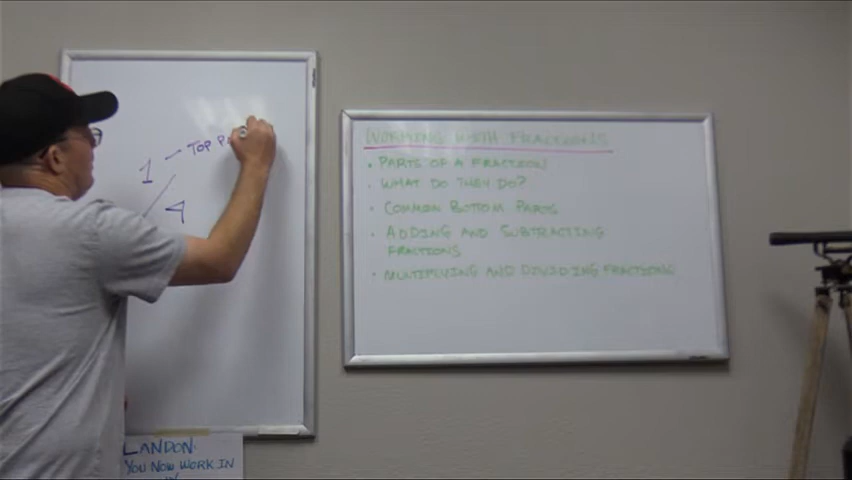 1 — TOP
4
WORKING WITH FRACTIONS
• PARTS OF A FRACTION
• WHAT DO THEY DO?
• COMMON BOTTOM PARTS
• ADDING AND SUBTRACTING
FRACTIONS
• MULTIPLYING AND DIVIDING FRACTIONS
LANDON:
YOU NOW WORK IN